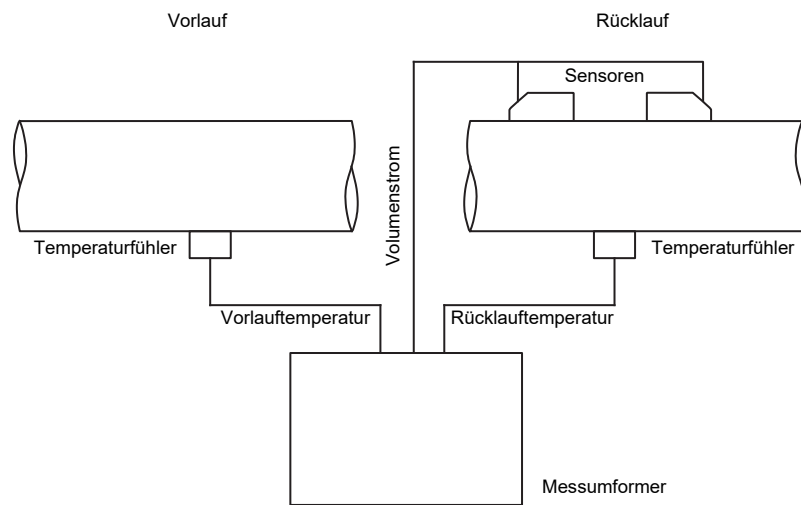 Vorlauf
Rücklauf
Sensoren
Volumenstrom
Temperaturfühler
Temperaturfühler
Vorlauftemperatur
Rücklauftemperatur
Messumformer